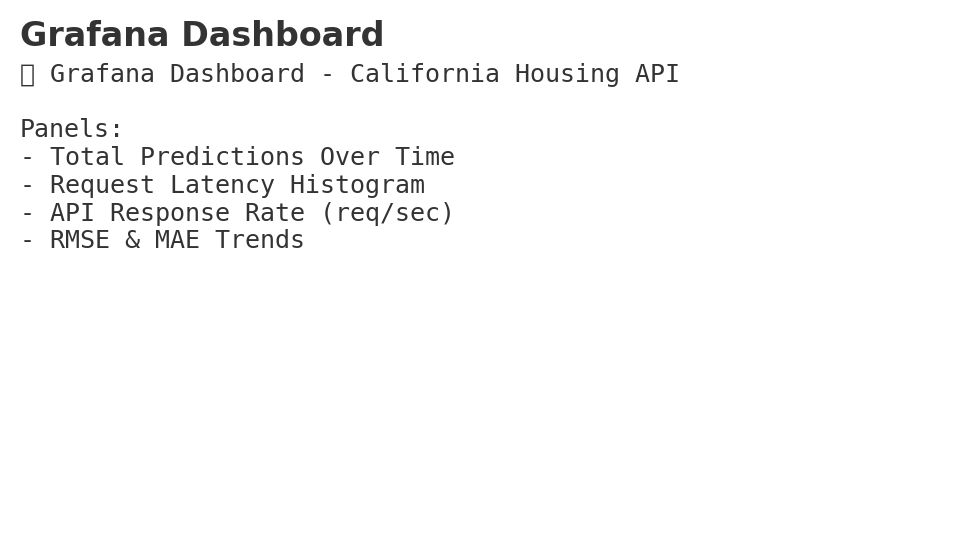 Grafana Dashboard
Grafana Dashboard - California Housing API
Panels:
- Total Predictions Over Time
- Request Latency Histogram
- API Response Rate (req/sec)
- RMSE & MAE Trends